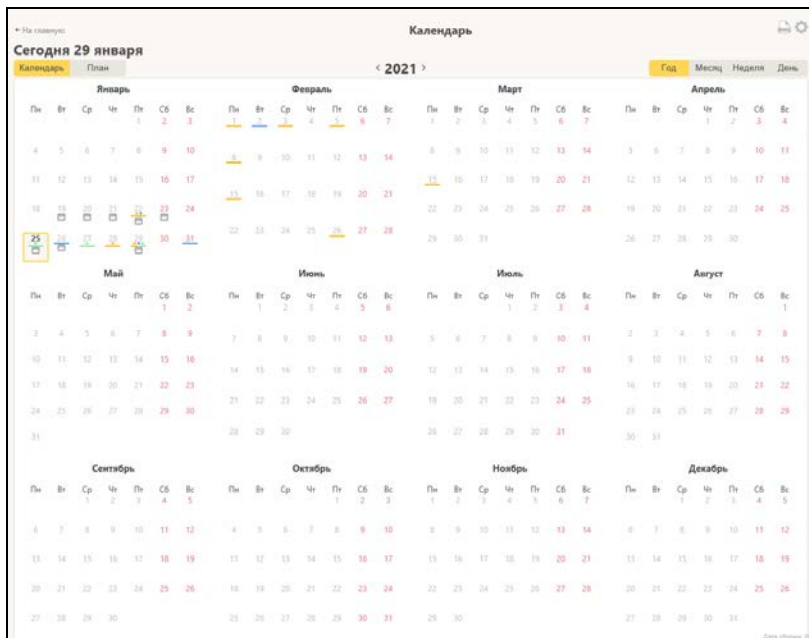 ← На главную
Календарь
Сегодня 29 января
Календарь План
< 2021 >
Год Месяц Неделя День
Январь Февраль Март Апрель
Пн Вт Ср Чт Пт Сб Вс Пн Вт Ср Чт Пт Сб Вс Пн Вт Ср Чт Пт Сб Вс Пн Вт Ср Чт Пт Сб Вс
1 2 3 1 2 3 4 5 6 7 1 2 3 4 5 6 7 1 2 3 4
4 5 6 7 8 9 10 8 9 10 11 12 13 14 8 9 10 11 12 13 14 5 6 7 8 9 10 11
11 12 13 14 15 16 17 15 16 17 18 19 20 21 15 16 17 18 19 20 21 12 13 14 15 16 17 18
18 19 20 21 22 23 24 22 23 24 25 26 27 28 22 23 24 25 26 27 28 19 20 21 22 23 24 25
25 26 27 28 29 30 31 29 30 31 26 27 28 29 30
Май Июнь Июль Август
Пн Вт Ср Чт Пт Сб Вс Пн Вт Ср Чт Пт Сб Вс Пн Вт Ср Чт Пт Сб Вс Пн Вт Ср Чт Пт Сб Вс
1 2 1 2 3 4 5 6 1 2 3 4 1
3 4 5 6 7 8 9 7 8 9 10 11 12 13 5 6 7 8 9 10 11 2 3 4 5 6 7 8
10 11 12 13 14 15 16 14 15 16 17 18 19 20 12 13 14 15 16 17 18 9 10 11 12 13 14 15
17 18 19 20 21 22 23 21 22 23 24 25 26 27 19 20 21 22 23 24 25 16 17 18 19 20 21 22
24 25 26 27 28 29 30 28 29 30 26 27 28 29 30 31 23 24 25 26 27 28 29
31 30 31
Сентябрь Октябрь Ноябрь Декабрь
Пн Вт Ср Чт Пт Сб Вс Пн Вт Ср Чт Пт Сб Вс Пн Вт Ср Чт Пт Сб Вс Пн Вт Ср Чт Пт Сб Вс
1 2 3 4 5 1 2 3 1 2 3 4 5 6 7 1 2 3 4 5
6 7 8 9 10 11 12 4 5 6 7 8 9 10 8 9 10 11 12 13 14 6 7 8 9 10 11 12
13 14 15 16 17 18 19 11 12 13 14 15 16 17 15 16 17 18 19 20 21 13 14 15 16 17 18 19
20 21 22 23 24 25 26 18 19 20 21 22 23 24 22 23 24 25 26 27 28 20 21 22 23 24 25 26
27 28 29 30 25 26 27 28 29 30 31 29 30 27 28 29 30 31